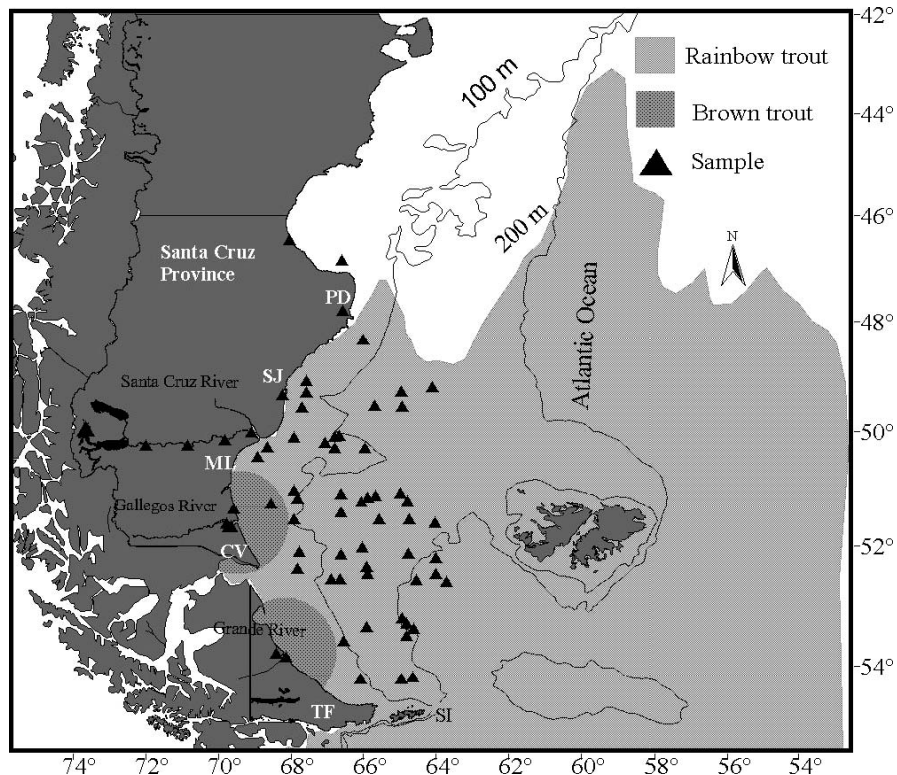 42°
Rainbow trout
100 m
44°
Brown trout
Sample
46°
200 m
N
Santa Cruz
Province
Atlantic Ocean
PD
48°
SJ
Santa Cruz River
50°
ML
Gallegos River
CV
52°
Grande River
54°
TF
SI
74° 72° 70° 68° 66° 64° 62° 60° 58° 56° 54°